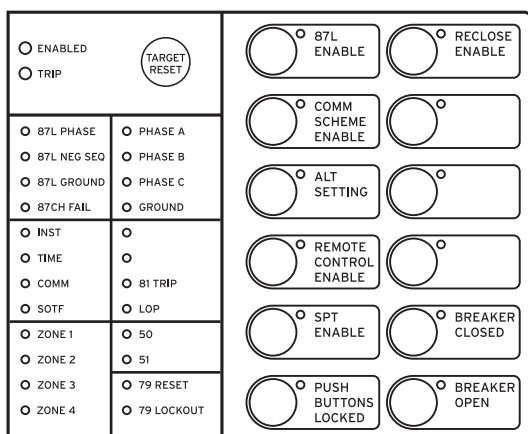 ENABLED
TRIP
TARGET
RESET
87L PHASE
87L NEG SEQ
87L GROUND
87CH FAIL
PHASE A
PHASE B
PHASE C
GROUND
INST
TIME
COMM
SOTF
81 TRIP
LOP
ZONE 1
ZONE 2
ZONE 3
ZONE 4
50
51
79 RESET
79 LOCKOUT
87L
ENABLE
RECLOSE
ENABLE
COMM
SCHEME
ENABLE
ALT
SETTING
REMOTE
CONTROL
ENABLE
SPT
ENABLE
BREAKER
CLOSED
PUSH
BUTTONS
LOCKED
BREAKER
OPEN